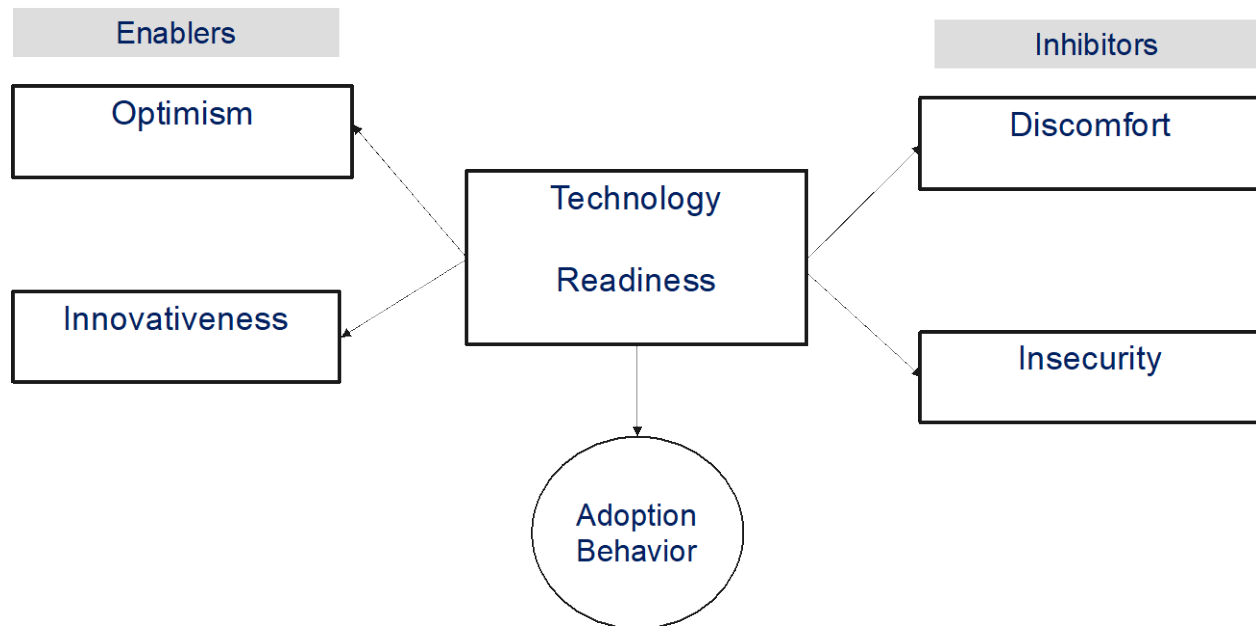 Enablers
Inhibitors
Optimism
Discomfort
Technology
Readiness
Innovativeness
Insecurity
Adoption
Behavior